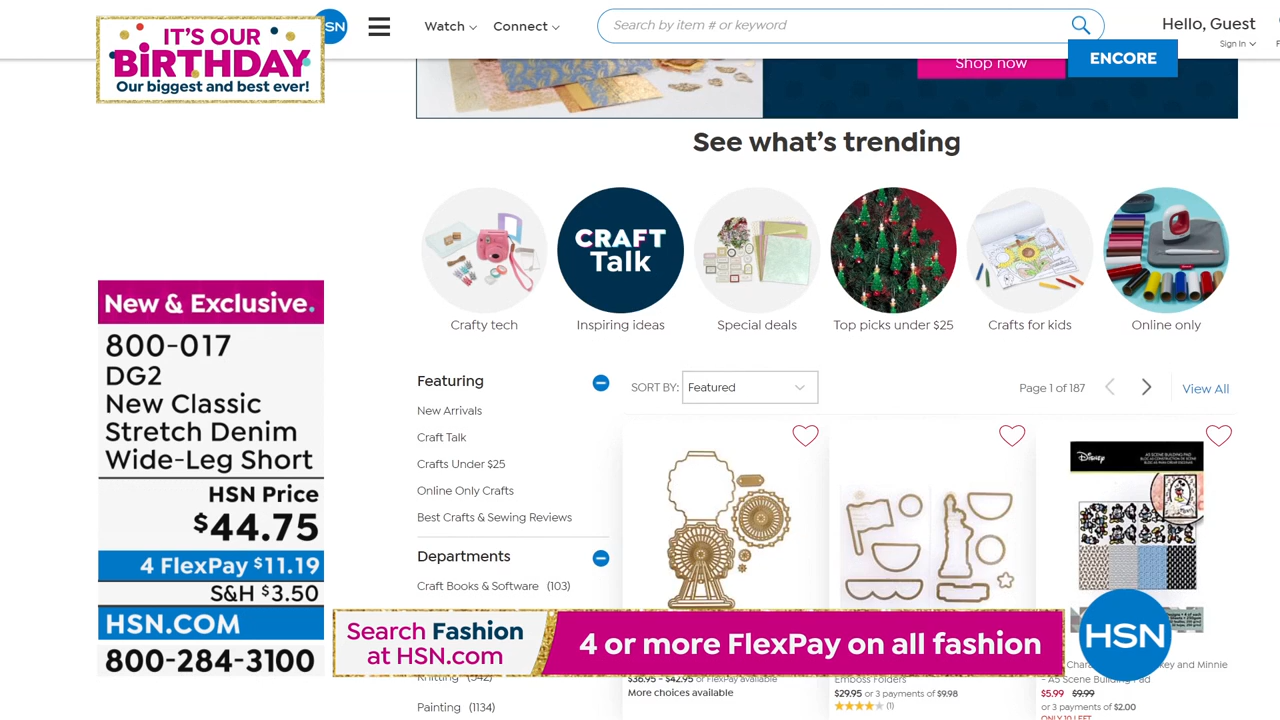 IT'S OUR
BiRTHDAY
Our biggest and best ever!
SN
Watch
Connect
Search by item # or keyword
Hello, Guest
Sign In
ENCORE
Shop now
See what's trending
CRAFT
Talk
Crafty tech
Inspiring ideas
Special deals
Top picks under $25
Crafts for kids
Online only
New & Exclusive.
800-017
DG2
New Classic
Stretch Denim
Wide-Leg Short
HSN Price
$44.75
4 FlexPay $11.19
S&H $3.50
HSN.COM
800-284-3100
Featuring
New Arrivals
Craft Talk
Crafts Under $25
Online Only Crafts
Best Crafts & Sewing Reviews
Departments
Craft Books & Software (103)
Knitting (542)
Painting (1134)
SORT BY: Featured
Page 1 of 187
View All
Disney
A5 SCENE BUILDING PAD
Search Fashion
at HSN.com
4 or more FlexPay on all fashion
HSN
$36.95 - $42.95 or FlexPay available
More choices available
Emboss Folders
$29.95 or 3 payments of $9.98
(1)
key and Minnie
- A5 Scene Building Pad
$5.99 $9.99
or 3 payments of $2.00
ONLY 10 LEFT